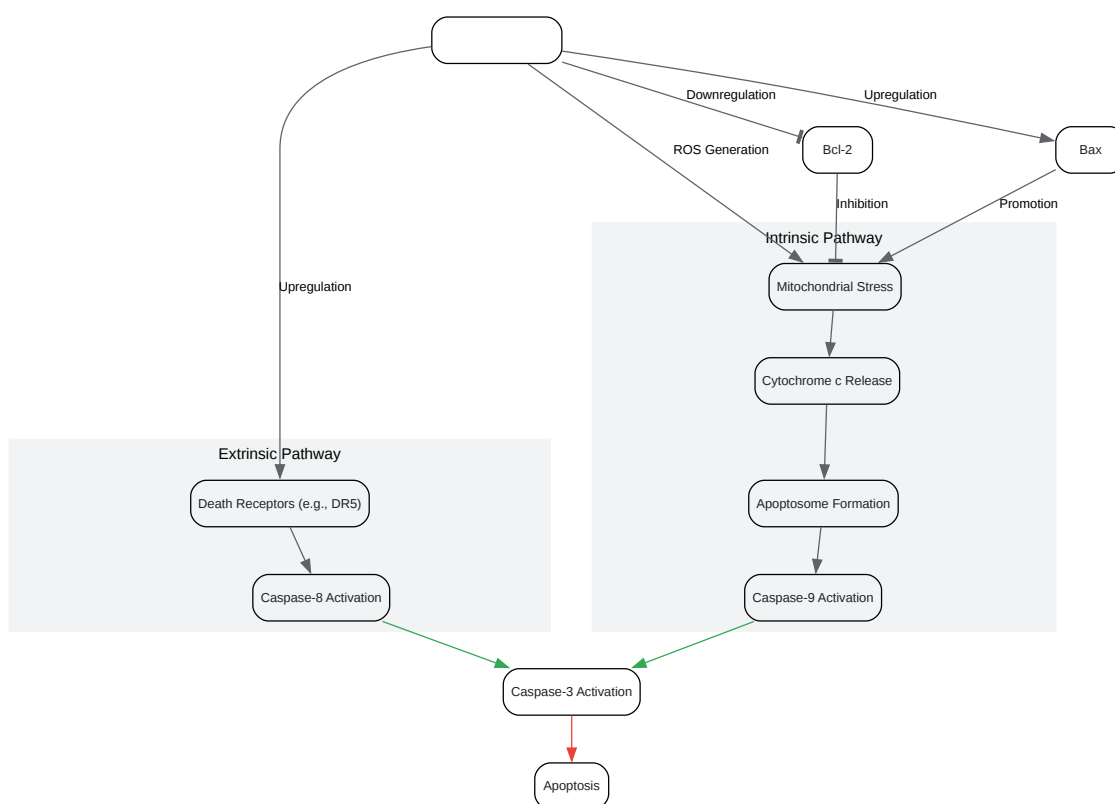 Downregulation
Upregulation
ROS Generation
Bcl-2
Bax
Inhibition
Promotion
Intrinsic Pathway
Upregulation
Mitochondrial Stress
Cytochrome c Release
Extrinsic Pathway
Death Receptors (e.g., DR5)
Apoptosome Formation
Caspase-8 Activation
Caspase-9 Activation
Caspase-3 Activation
Apoptosis